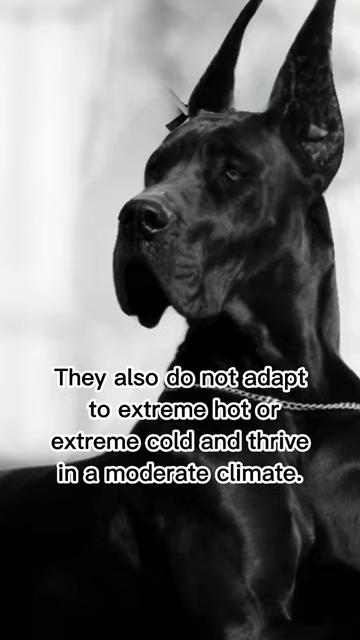 They also do not adapt
to extreme hot or
extreme cold and thrive
in a moderate climate.